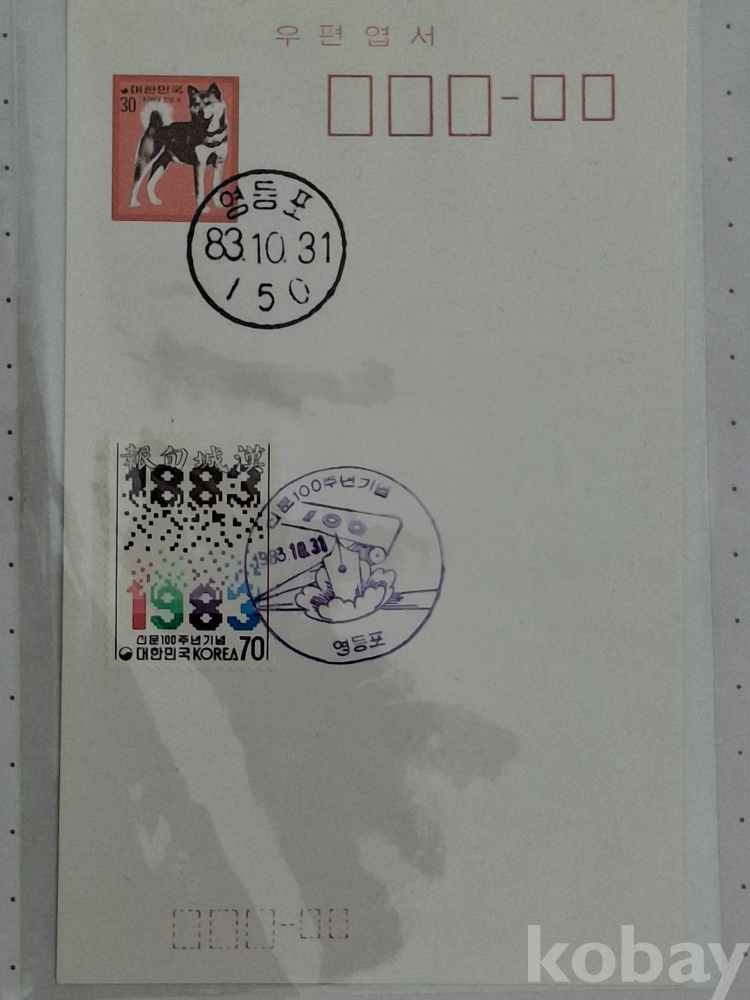 우편엽서
대한민국
30
영등포
83.10.31
150
漢城旬報
1883
1983
신문100주년기념
대한민국 KOREA 70
신문100주년기념
100
1983.10.31
영등포
kobay